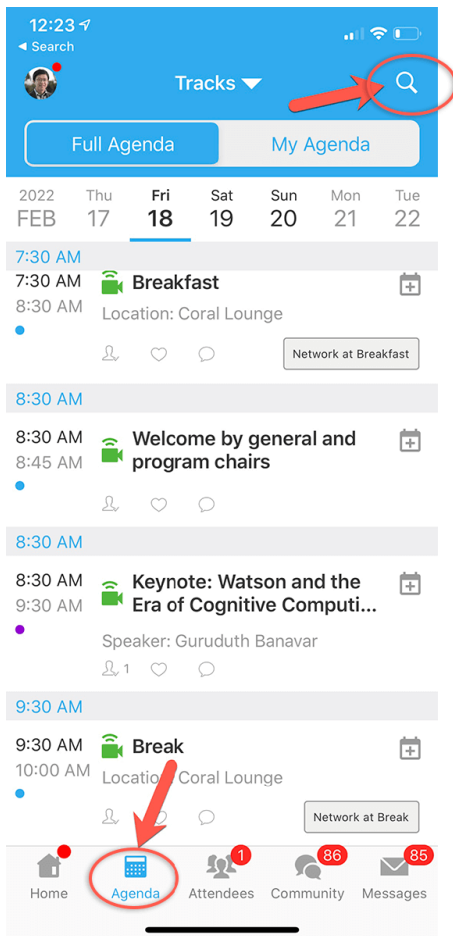 12:23
Search
Tracks
Full Agenda
My Agenda
2022 Thu Fri Sat Sun Mon Tue
FEB 17 18 19 20 21 22
7:30 AM
7:30 AM Breakfast
8:30 AM Location: Coral Lounge
Network at Breakfast
8:30 AM
8:30 AM Welcome by general and
8:45 AM program chairs
8:30 AM
8:30 AM Keynote: Watson and the
9:30 AM Era of Cognitive Computi...
Speaker: Guruduth Banavar
1
9:30 AM
9:30 AM Break
10:00 AM Location: Coral Lounge
Network at Break
1 86 85
Home Agenda Attendees Community Messages